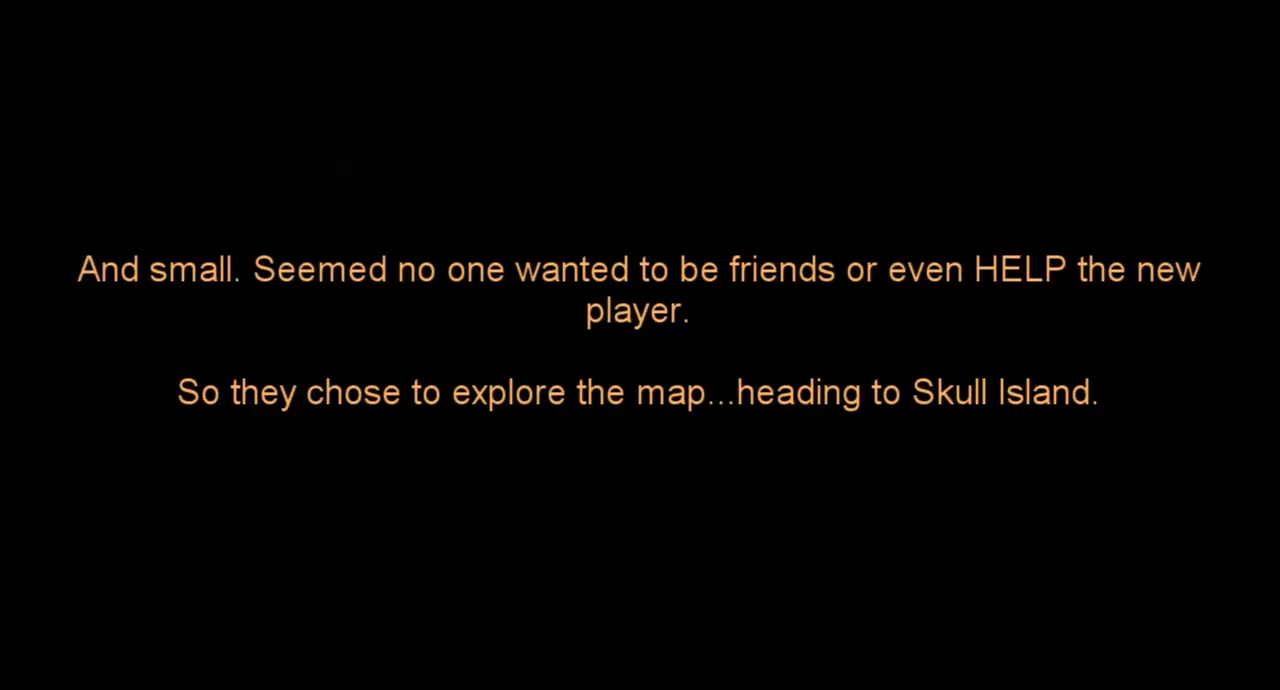 And small. Seemed no one wanted to be friends or even HELP the new
player.
So they chose to explore the map...heading to Skull Island.